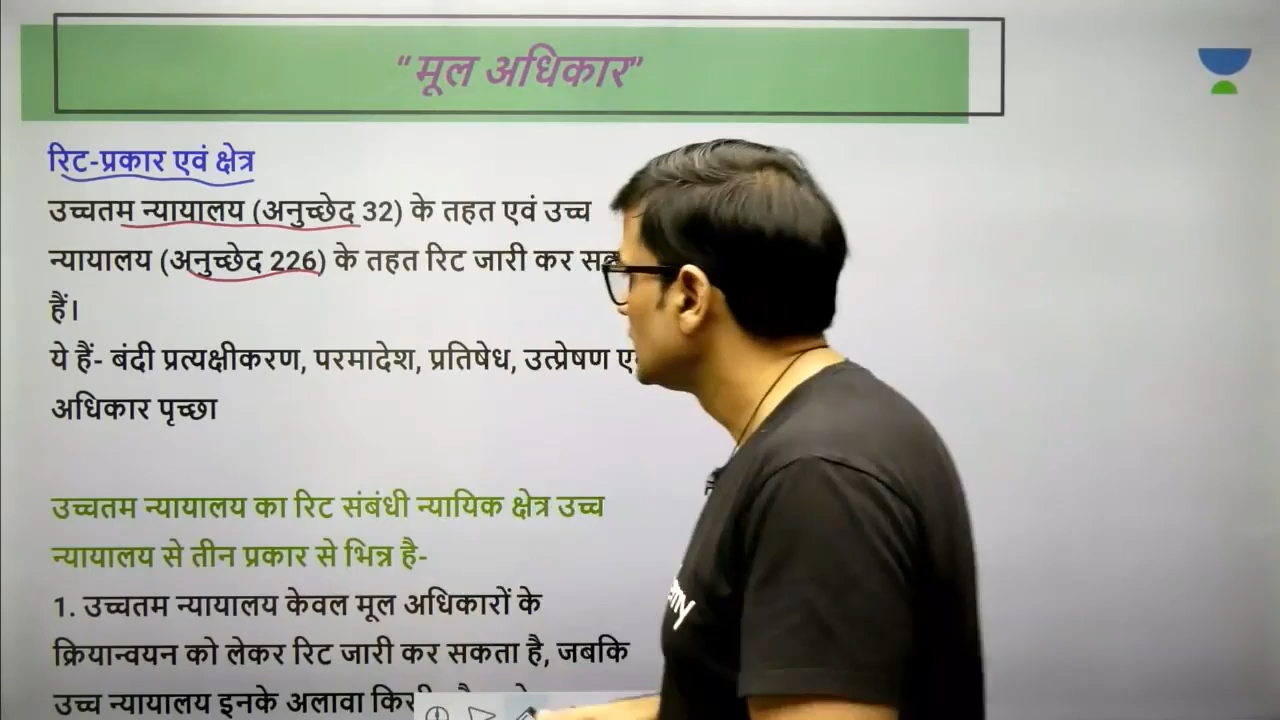 “मूल अधिकार”
रिट-प्रकार एवं क्षेत्र
उच्चतम न्यायालय (अनुच्छेद 32) के तहत एवं उच्च
न्यायालय (अनुच्छेद 226) के तहत रिट जारी कर
हैं।
ये हैं- बंदी प्रत्यक्षीकरण, परमादेश, प्रतिषेध, उत्प्रेषण
अधिकार पृच्छा
उच्चतम न्यायालय का रिट संबंधी न्यायिक क्षेत्र उच्च
न्यायालय से तीन प्रकार से भिन्न है-
1. उच्चतम न्यायालय केवल मूल अधिकारों के
क्रियान्वयन को लेकर रिट जारी कर सकता है, जबकि
उच्च न्यायालय इनके अलावा